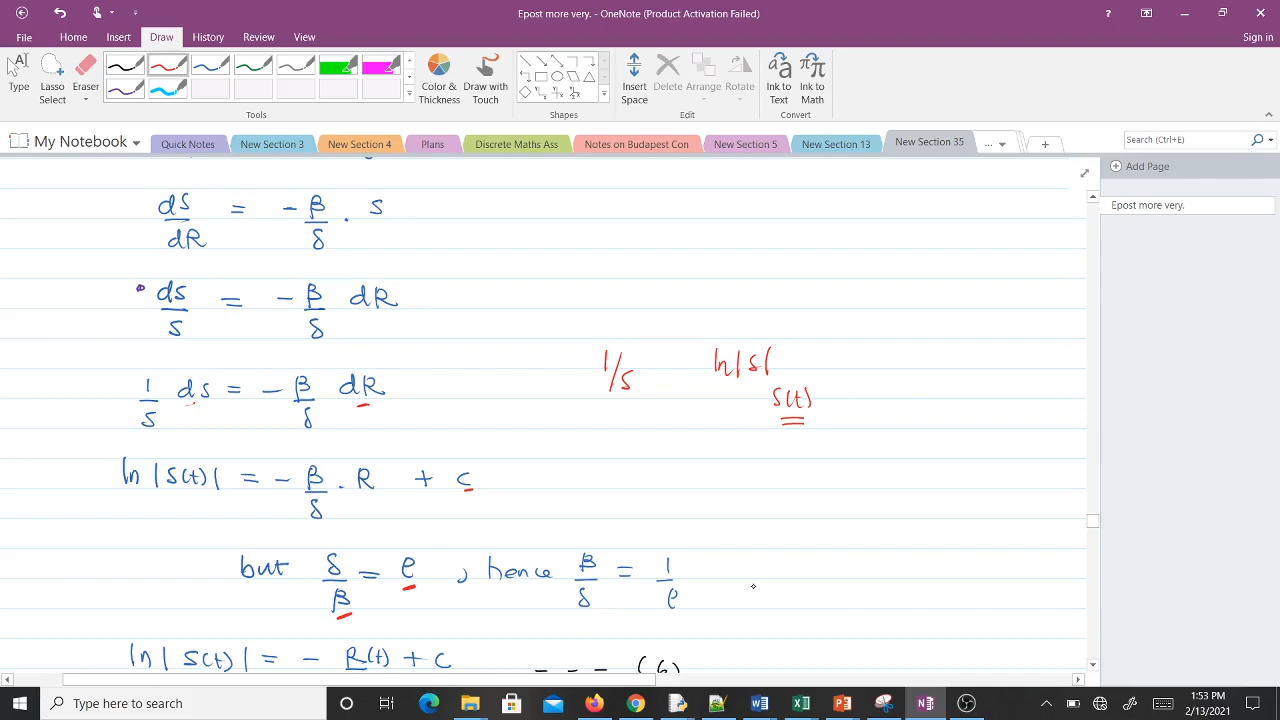 Epost more very. - OneNote (Product Activation Failed)
File Home Insert Draw History Review View Sign in
Type
Lasso Select
Eraser
Color & Thickness
Draw with Touch
Insert Space
Delete
Arrange
Rotate
Ink to Text
Ink to Math
Tools Shapes Edit Convert
My Notebook Quick Notes New Section 3 New Section 4 Plans Discrete Maths Ass Notes on Budapest Con New Section 5 New Section 13 New Section 35 ... Search (Ctrl+E)
Add Page
Epost more very.
dS/dR = - β/δ . S
dS/S = - β/δ dR
1/S dS = - β/δ dR
1/S ln|S|
S(t)
ln |S(t)| = - β/δ . R + C
but δ/β = ρ , hence β/δ = 1/ρ
ln| S(t)| = - R(t) + C - - - (6)
Type here to search
1:53 PM
2/13/2021